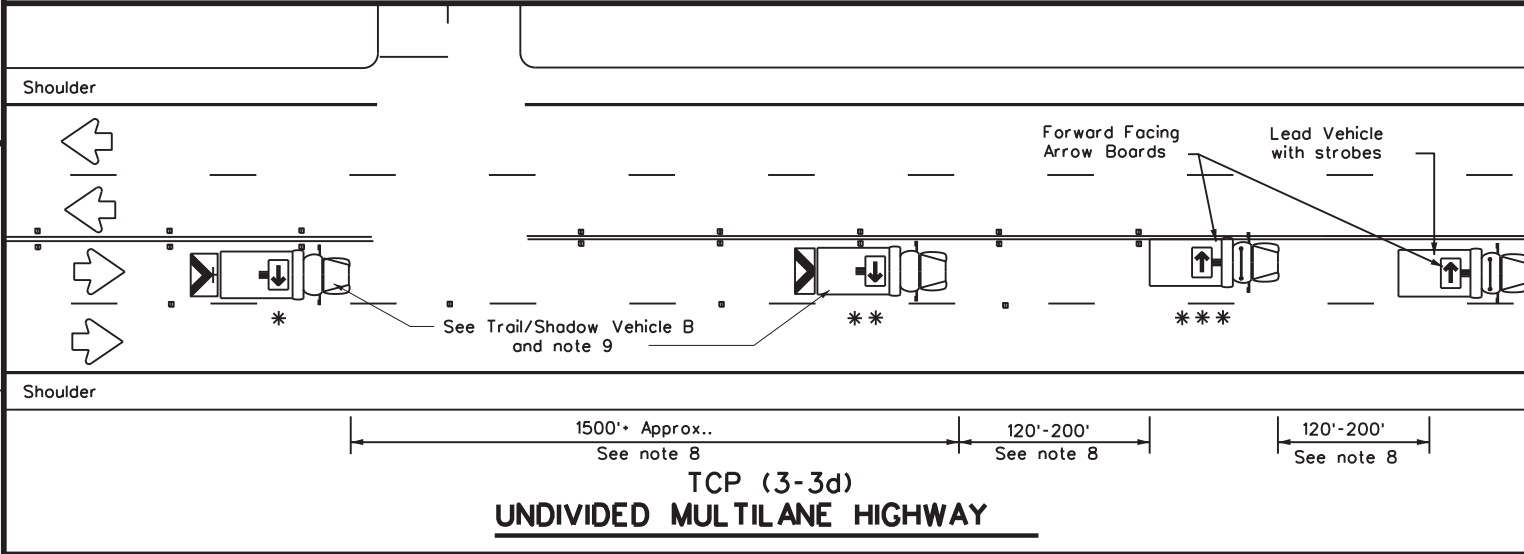 Shoulder
Forward Facing
Arrow Boards
Lead Vehicle
with strobes
*
**
***
See Trail/Shadow Vehicle B
and note 9
Shoulder
1500'+ Approx..
See note 8
120'-200'
See note 8
120'-200'
See note 8
TCP (3-3d)
UNDIVIDED MULTILANE HIGHWAY